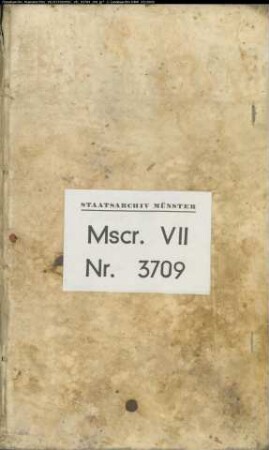 STAATSARCHIV MÜNSTER
Mscr. VII
Nr. 3709